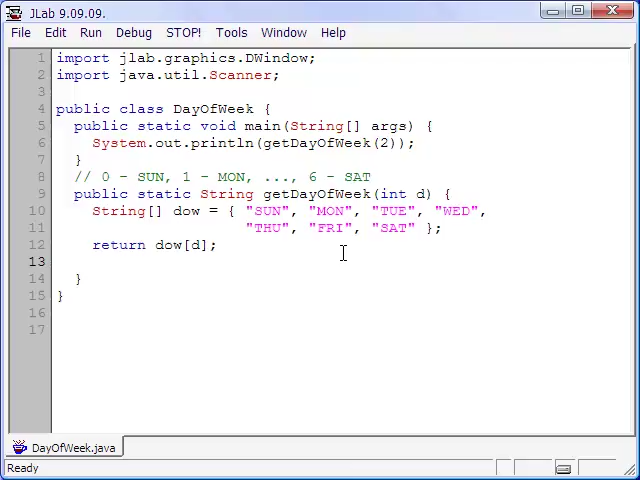 JLab 9.09.09.
File Edit Run Debug STOP! Tools Window Help
1 import jlab.graphics.DWindow;
2 import java.util.Scanner;
3
4 public class DayOfWeek {
5 public static void main(String[] args) {
6 System.out.println(getDayOfWeek(2));
7 }
8 // 0 - SUN, 1 - MON, ..., 6 - SAT
9 public static String getDayOfWeek(int d) {
10 String[] dow = { "SUN", "MON", "TUE", "WED",
11 "THU", "FRI", "SAT" };
12 return dow[d];
13
14 }
15 }
16
17
DayOfWeek.java
Ready